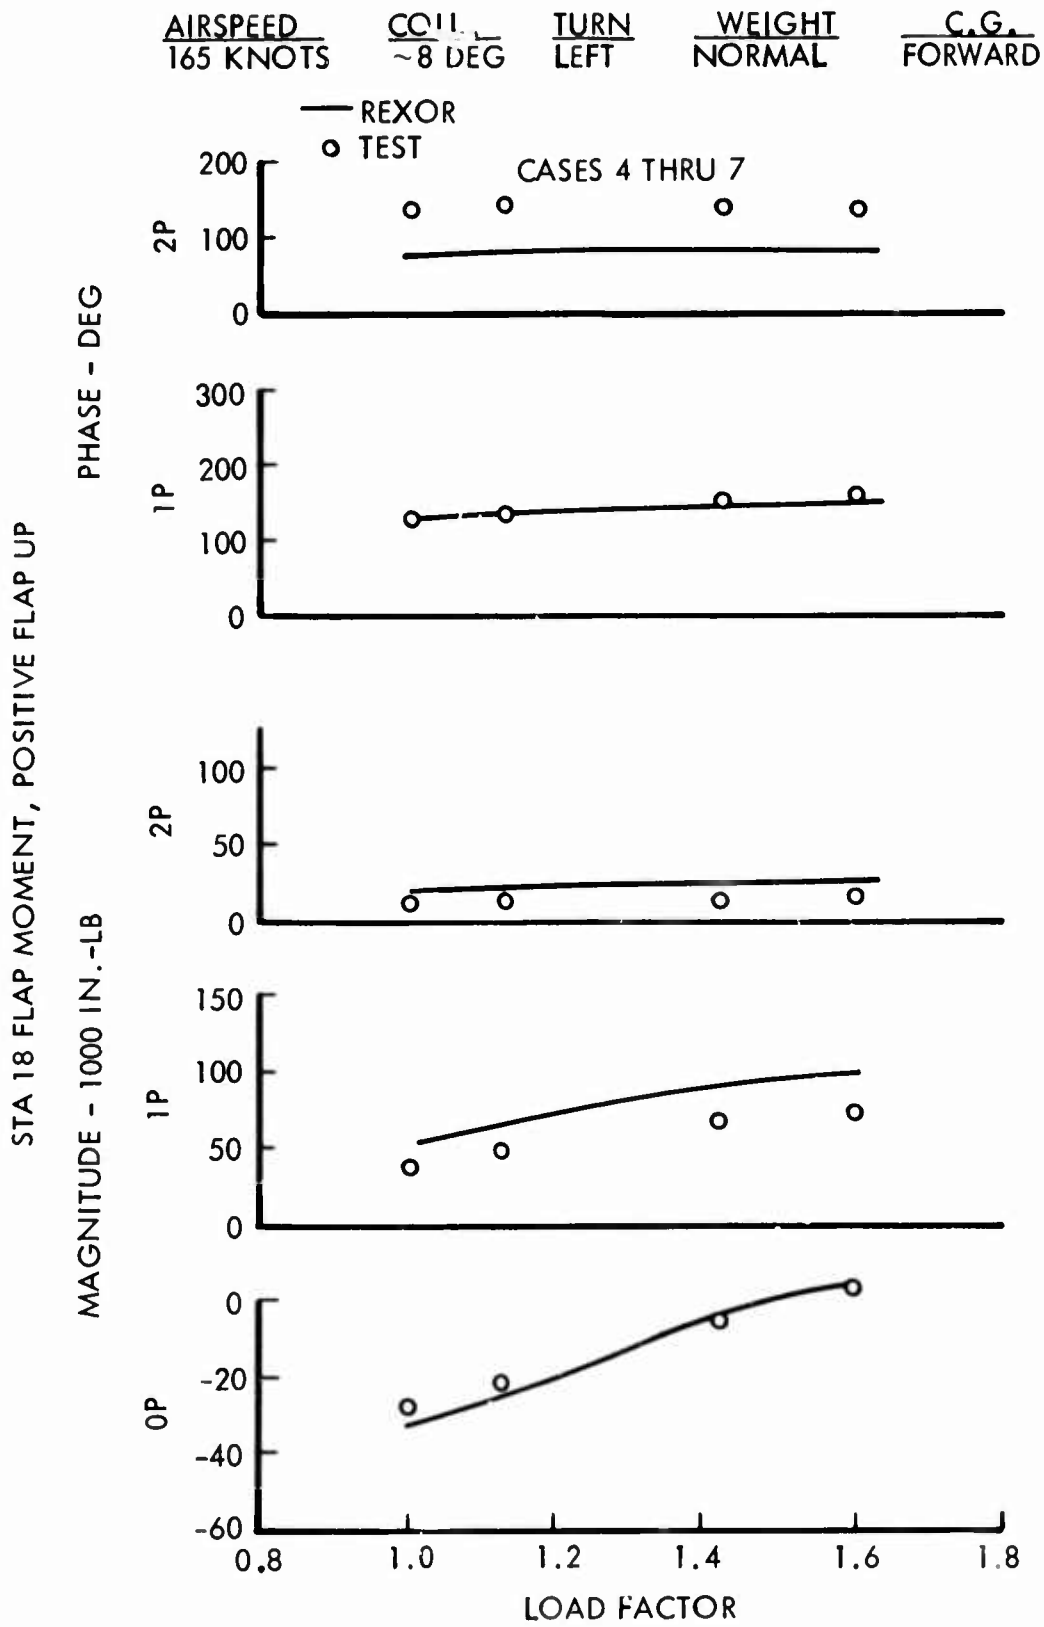 AIRSPEED TURN WEIGHT C.G.
165 KNOTS ~8 DEG LEFT NORMAL FORWARD
REXOR
TEST
CASES 4 THRU 7
STA 18 FLAP MOMENT, POSITIVE FLAP UP
PHASE - DEG
2P
200
100
0
1P
300
200
100
0
MAGNITUDE - 1000 IN.-LB
2P
100
50
0
1P
150
100
50
0
0P
0
-20
-40
-60
0.8 1.0 1.2 1.4 1.6 1.8
LOAD FACTOR